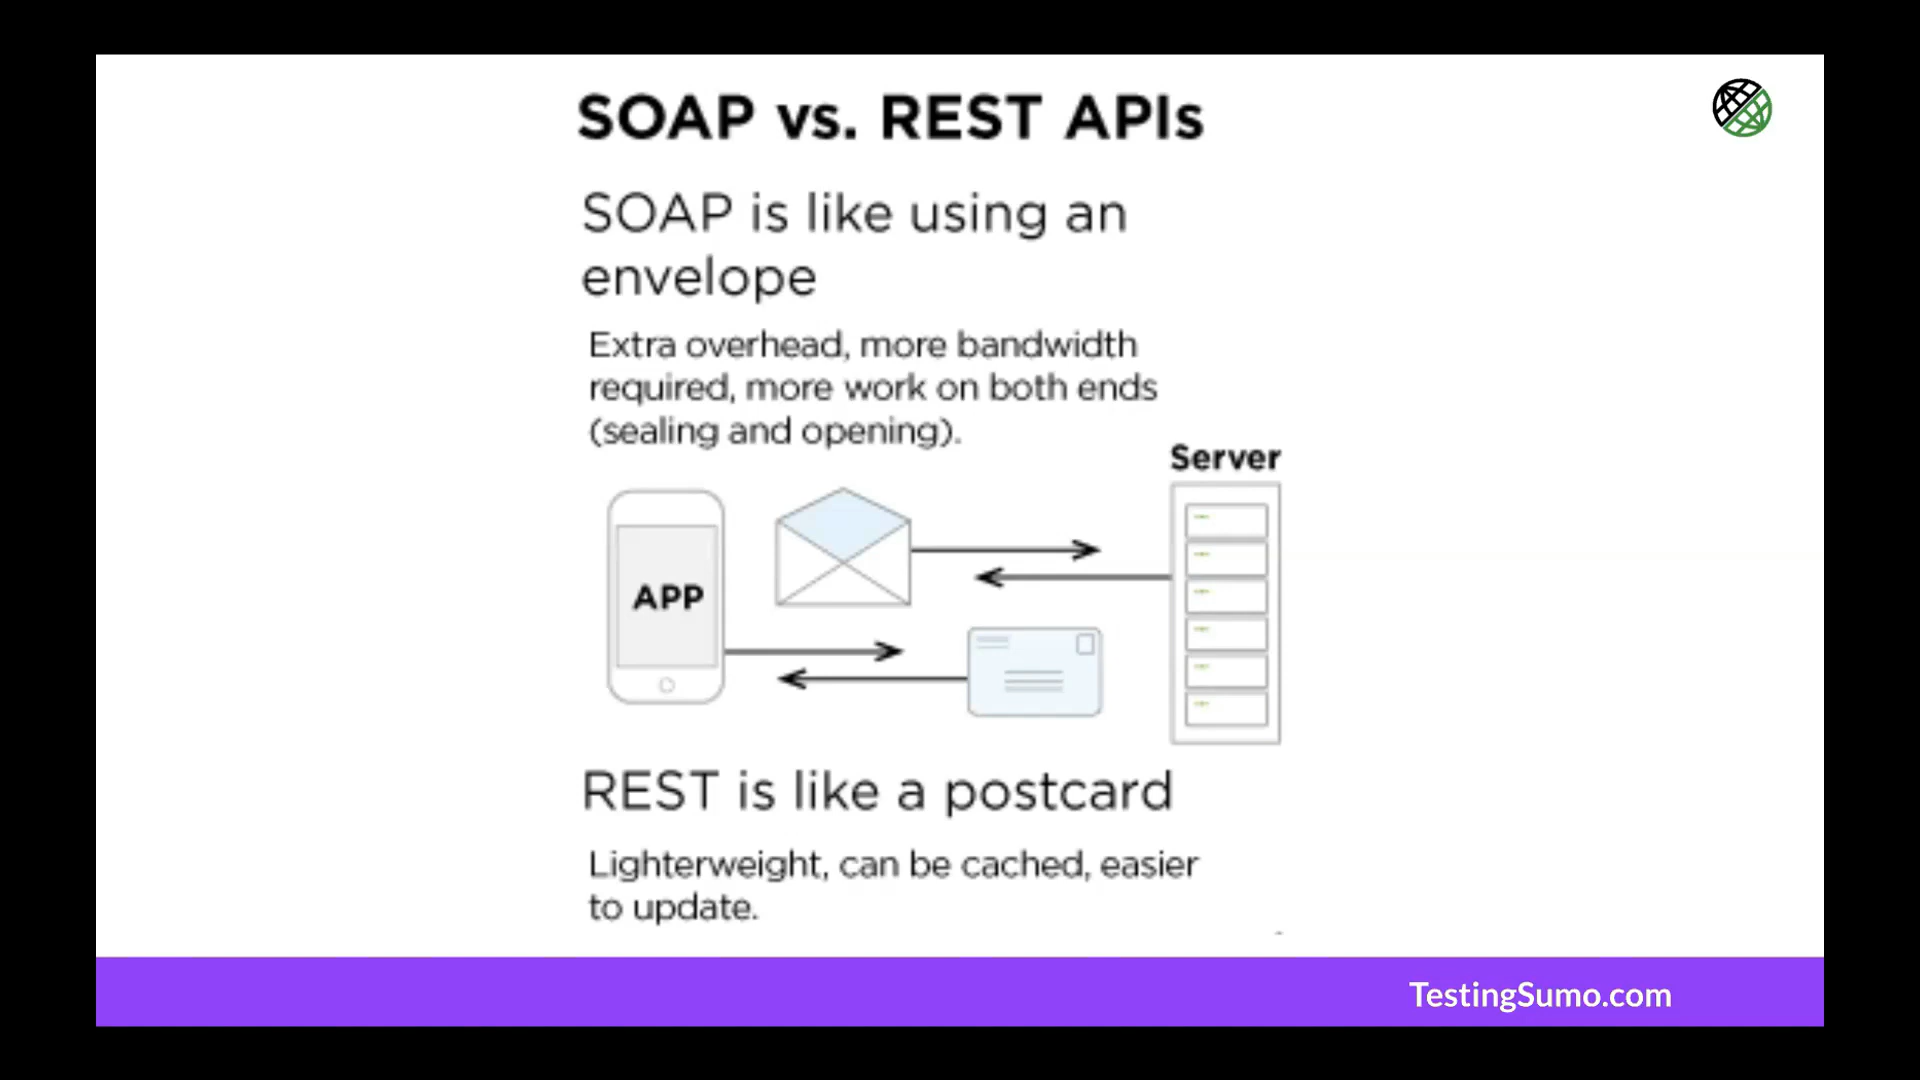 SOAP vs. REST APIs
SOAP is like using an
envelope
Extra overhead, more bandwidth
required, more work on both ends
(sealing and opening).
Server
APP
REST is like a postcard
Lighterweight, can be cached, easier
to update.
TestingSumo.com